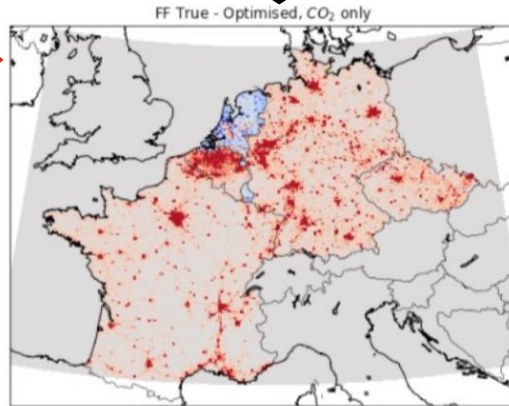 FF True - Optimised, CO₂ only